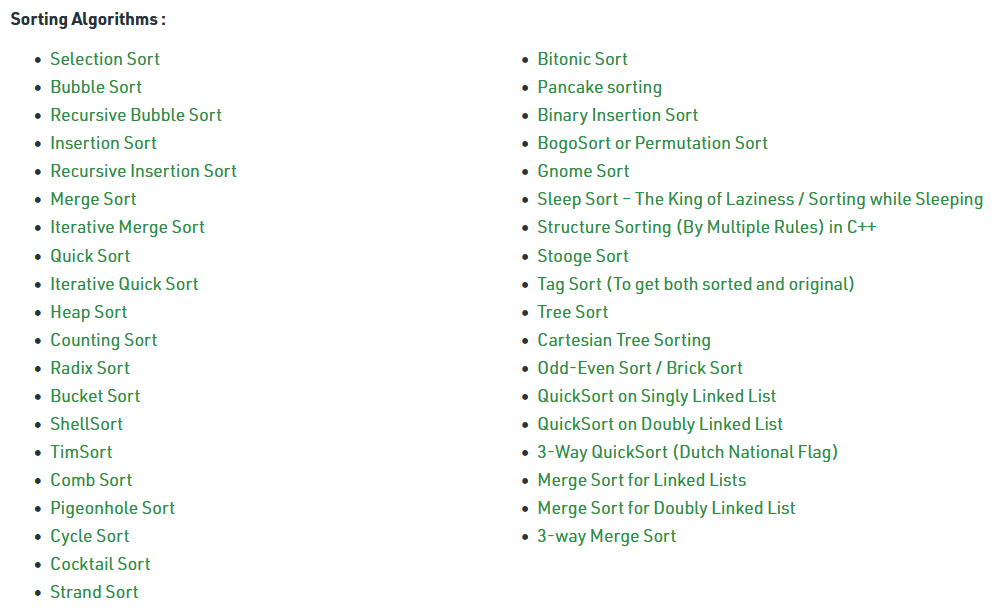 Sorting Algorithms :
• Selection Sort
• Bubble Sort
• Recursive Bubble Sort
• Insertion Sort
• Recursive Insertion Sort
• Merge Sort
• Iterative Merge Sort
• Quick Sort
• Iterative Quick Sort
• Heap Sort
• Counting Sort
• Radix Sort
• Bucket Sort
• ShellSort
• TimSort
• Comb Sort
• Pigeonhole Sort
• Cycle Sort
• Cocktail Sort
• Strand Sort
• Bitonic Sort
• Pancake sorting
• Binary Insertion Sort
• BogoSort or Permutation Sort
• Gnome Sort
• Sleep Sort – The King of Laziness / Sorting while Sleeping
• Structure Sorting (By Multiple Rules) in C++
• Stooge Sort
• Tag Sort (To get both sorted and original)
• Tree Sort
• Cartesian Tree Sorting
• Odd-Even Sort / Brick Sort
• QuickSort on Singly Linked List
• QuickSort on Doubly Linked List
• 3-Way QuickSort (Dutch National Flag)
• Merge Sort for Linked Lists
• Merge Sort for Doubly Linked List
• 3-way Merge Sort